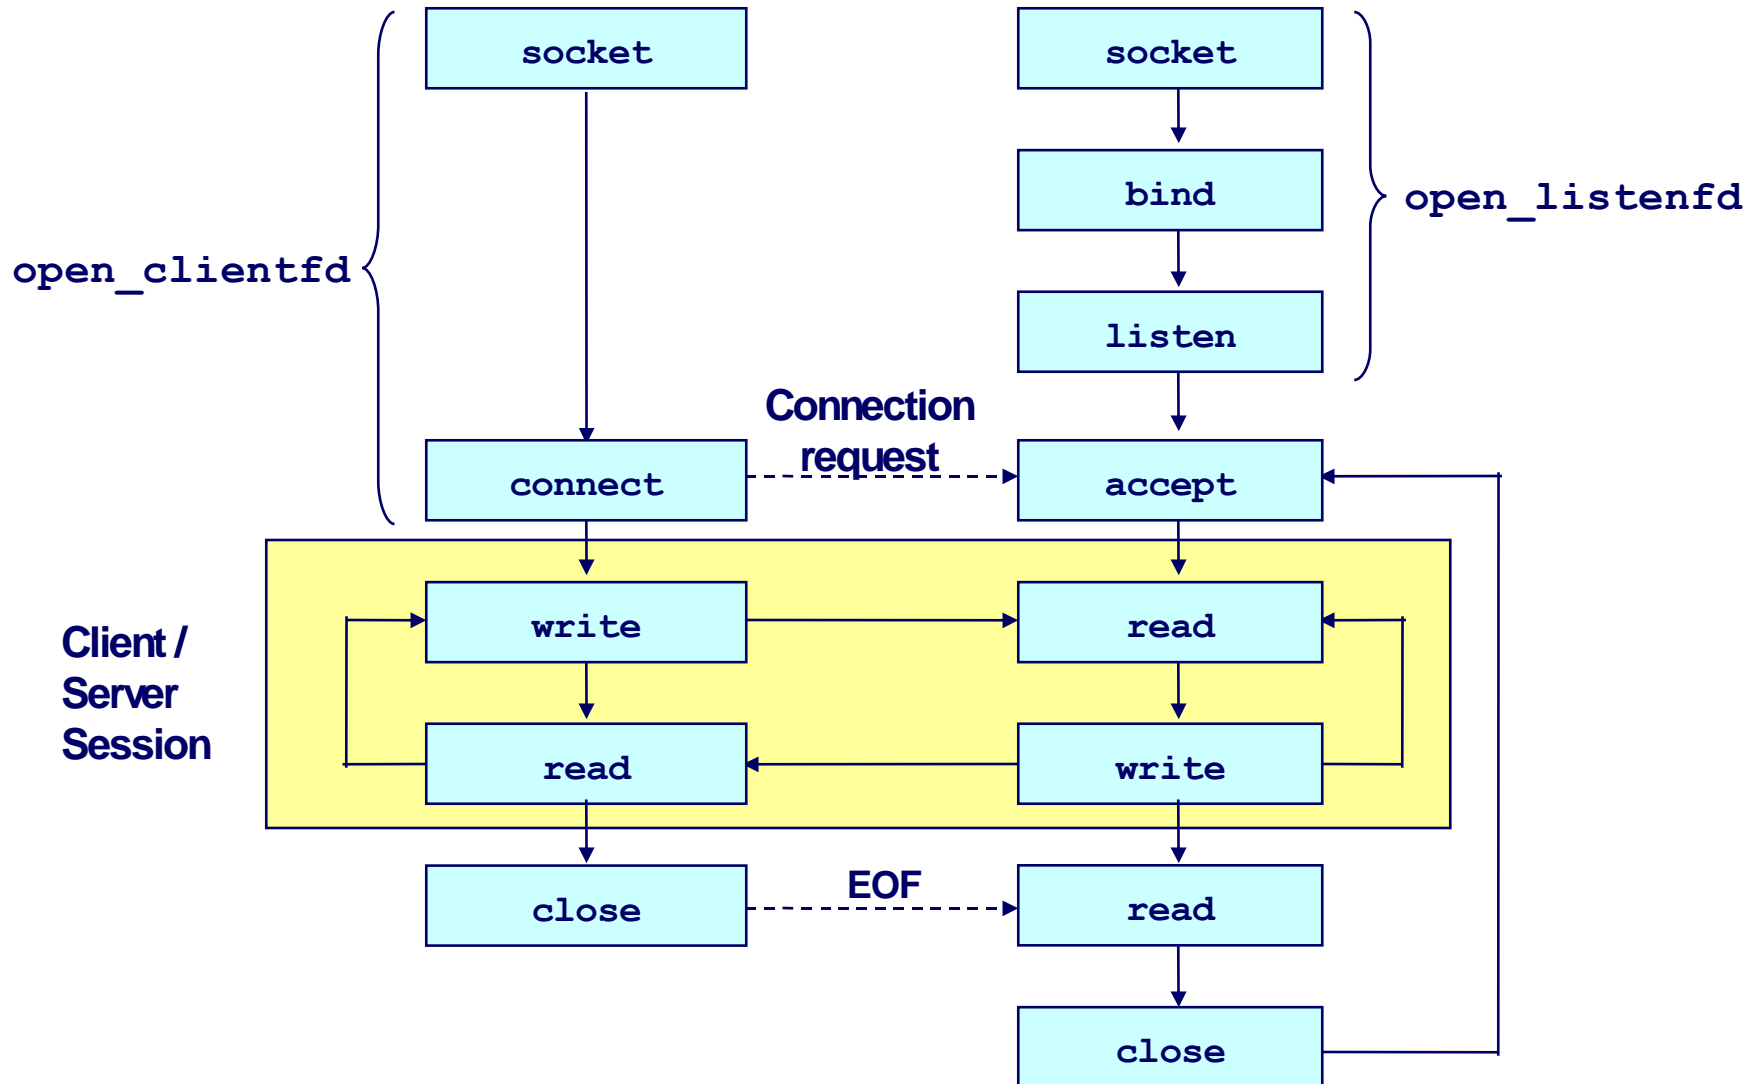 socket
socket
bind
open_listenfd
open_clientfd
listen
Connection
request
connect
accept
Client /
Server
Session
write
read
read
write
EOF
close
read
close